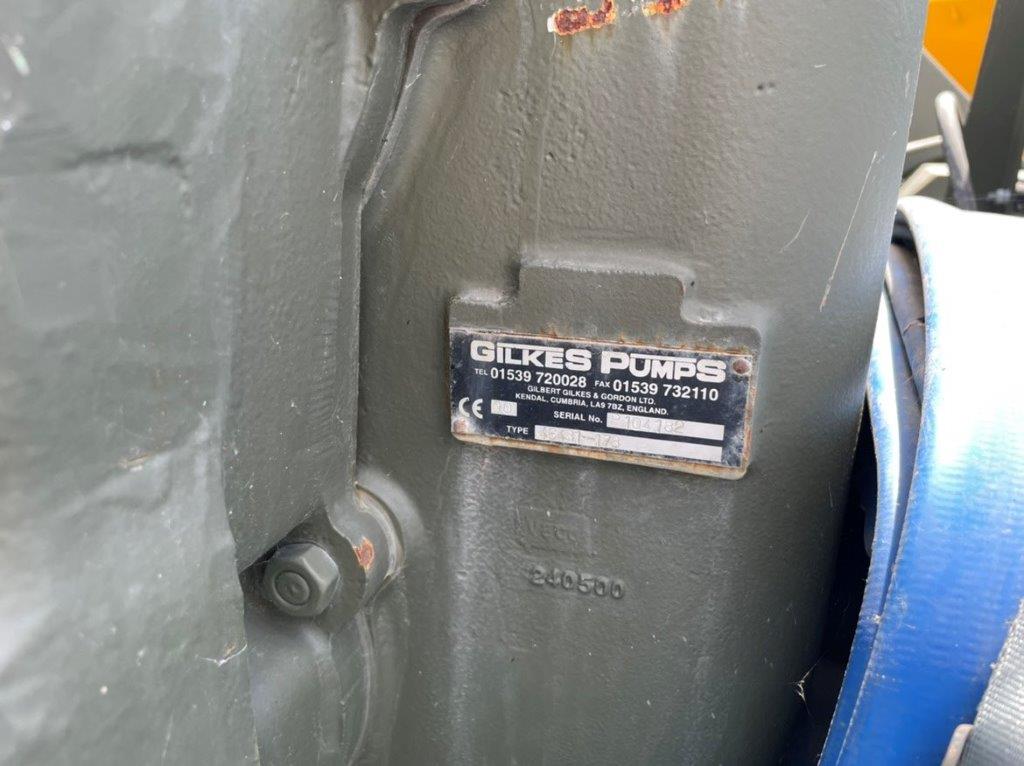 GILKES PUMPS
TEL 01539 720028 FAX 01539 732110
GILBERT GILKES & GORDON LTD.
KENDAL, CUMBRIA, LA9 7BZ, ENGLAND.
CE
SERIAL No.
TYPE
240500